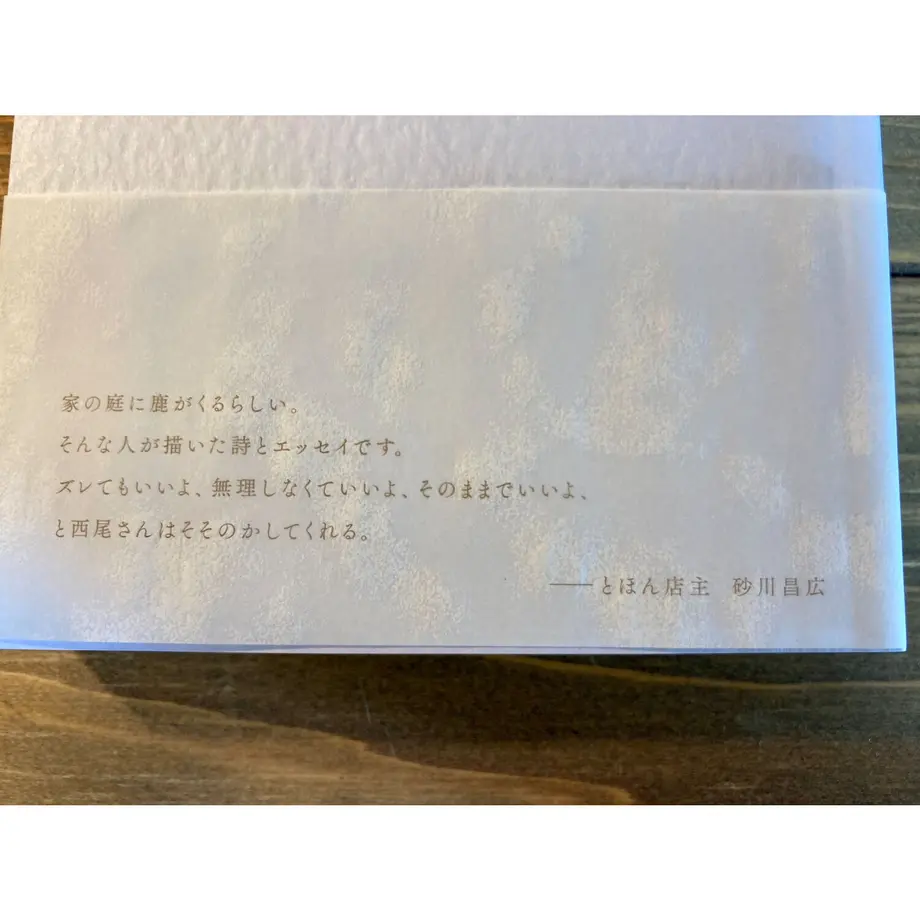 家の庭に鹿がくるらしい。
そんな人が描いた詩とエッセイです。
ズレてもいいよ、無理しなくていいよ、そのままでいいよ、
と西尾さんはそそのかしてくれる。
——とほん店主　砂川昌広